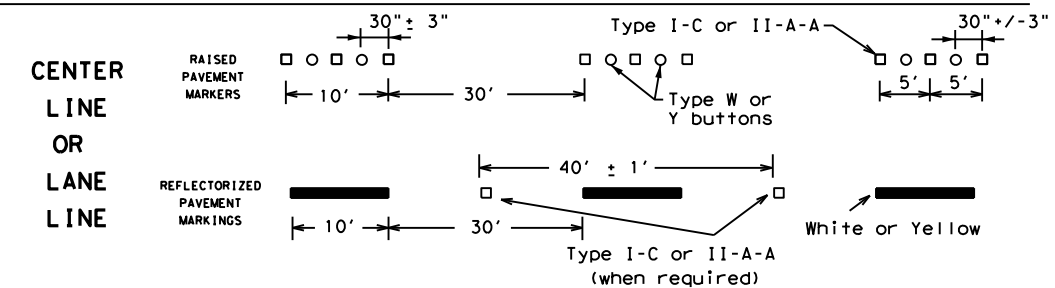 30"± 3"
Type I-C or II-A-A
30"+/-3"
CENTER
LINE
OR
LANE
LINE
RAISED
PAVEMENT
MARKERS
10'
30'
Type W or
Y buttons
5'
5'
40' ± 1'
REFLECTORIZED
PAVEMENT
MARKINGS
10'
30'
Type I-C or II-A-A
(when required)
White or Yellow